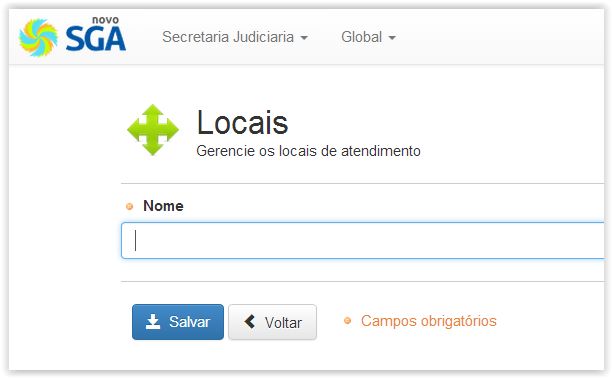 novo
SGA
Secretaria Judiciaria
Global
Locais
Gerencie os locais de atendimento
Nome
Salvar
Voltar
Campos obrigatórios